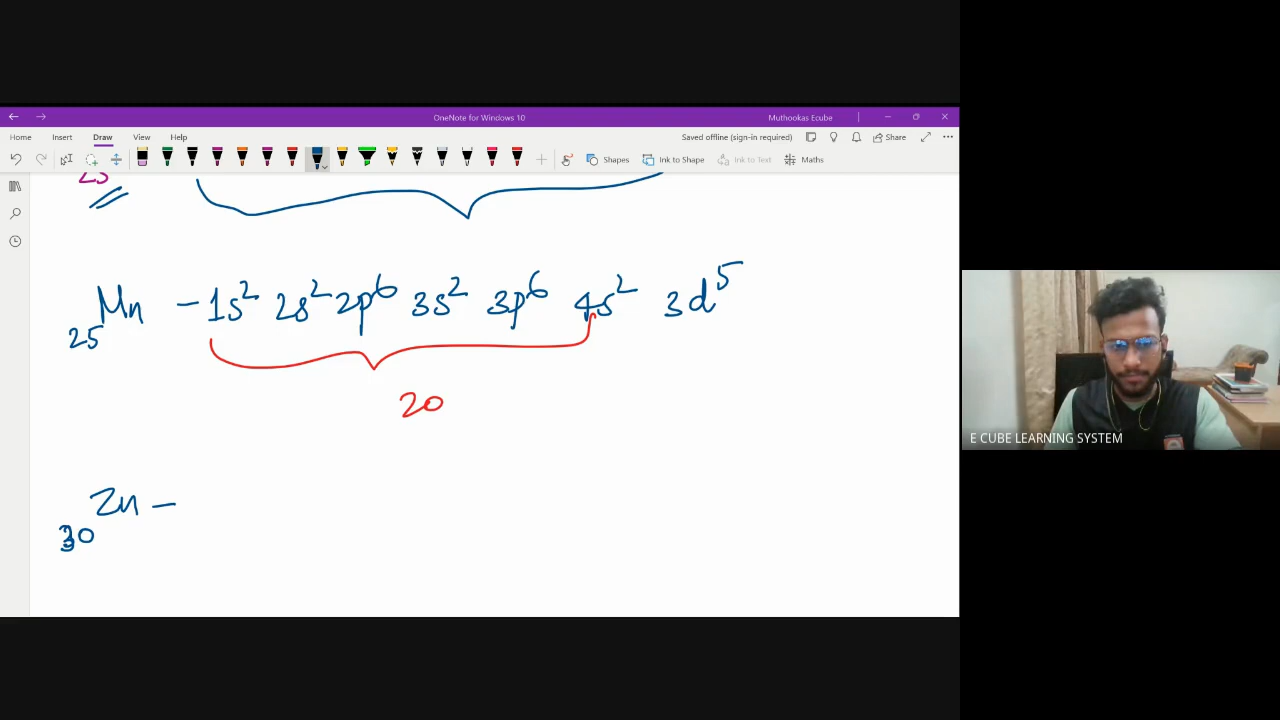 OneNote for Windows 10
Muthookas Ecube
Home Insert Draw View Help
Saved offline (sign-in required)
Share
Shapes
Ink to Shape
Ink to Text
Maths
25
25Mn – 1s² 2s² 2p⁶ 3s² 3p⁶ 4s² 3d⁵
20
30Zn –
E CUBE LEARNING SYSTEM